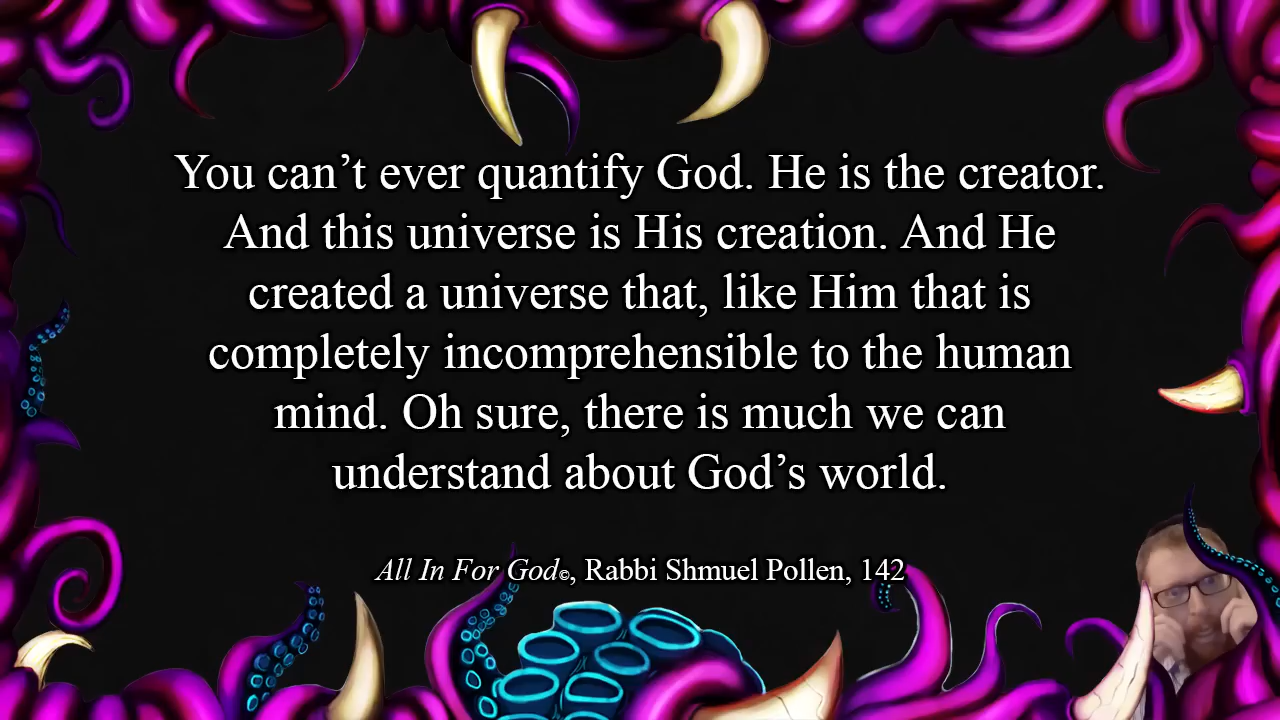 You can’t ever quantify God. He is the creator.
And this universe is His creation. And He
created a universe that, like Him that is
completely incomprehensible to the human
mind. Oh sure, there is much we can
understand about God’s world.
All In For God©, Rabbi Shmuel Pollen, 142